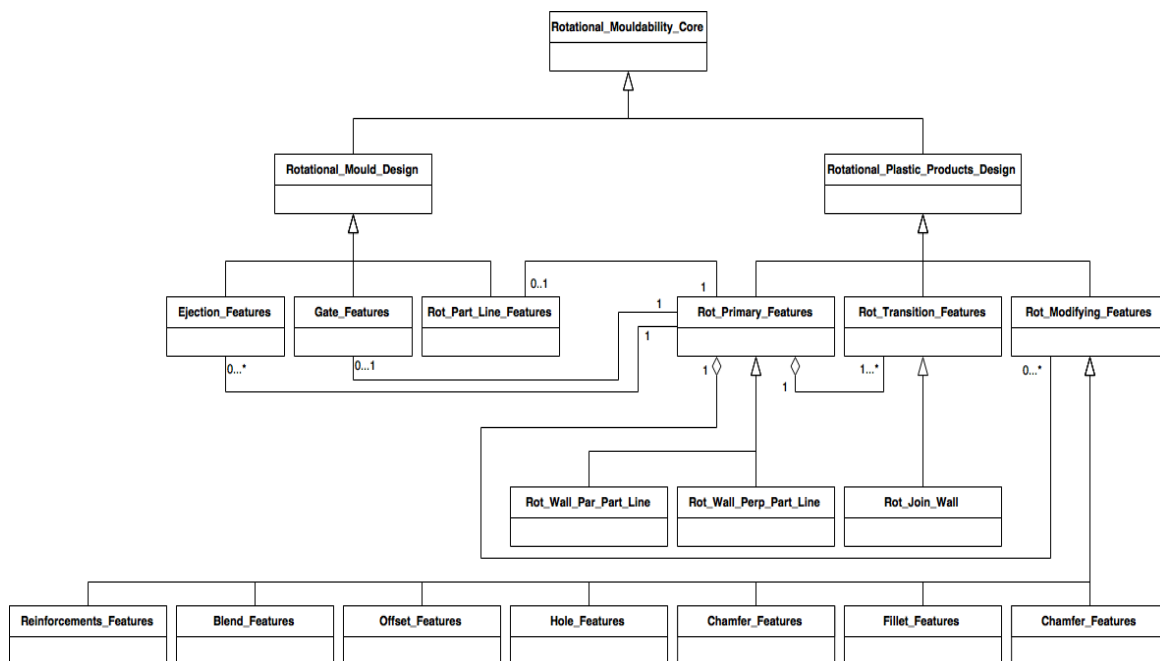 Rotational_Mouldability_Core
Rotational_Mould_Design
Rotational_Plastic_Products_Design
0..1
1
1
Ejection_Features
Gate_Features
Rot_Part_Line_Features
Rot_Primary_Features
Rot_Transition_Features
Rot_Modifying_Features
1
0...*
0...1
1
1
1...*
0...*
Rot_Wall_Par_Part_Line
Rot_Wall_Perp_Part_Line
Rot_Join_Wall
Reinforcements_Features
Blend_Features
Offset_Features
Hole_Features
Chamfer_Features
Fillet_Features
Chamfer_Features